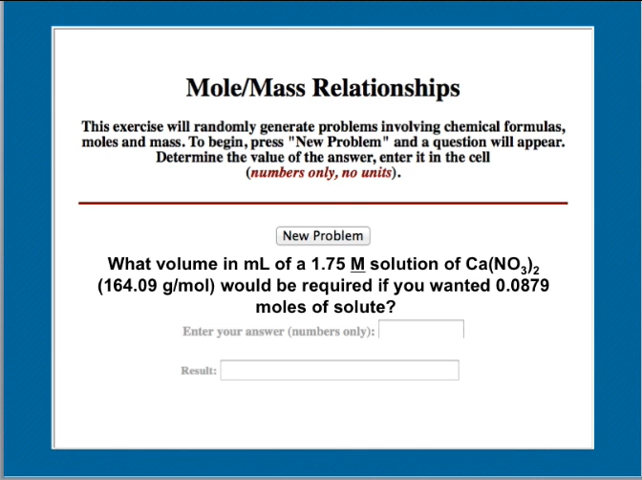 Mole/Mass Relationships
This exercise will randomly generate problems involving chemical formulas,
moles and mass. To begin, press "New Problem" and a question will appear.
Determine the value of the answer, enter it in the cell
(numbers only, no units).
New Problem
What volume in mL of a 1.75 M solution of Ca(NO₃)₂
(164.09 g/mol) would be required if you wanted 0.0879
moles of solute?
Enter your answer (numbers only):
Result: